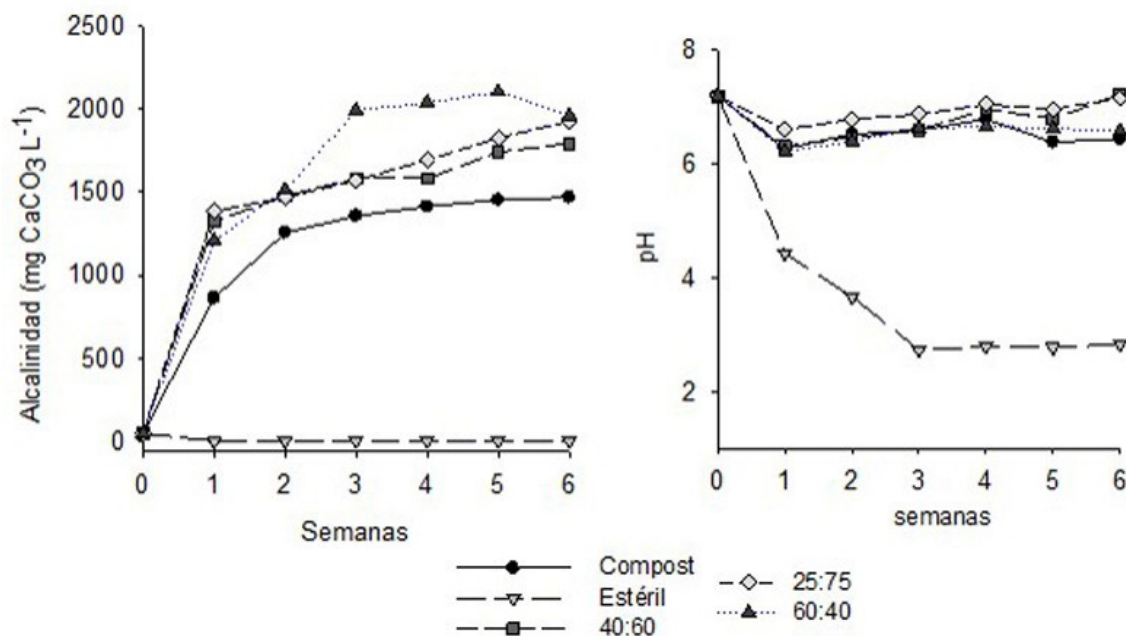 2500
2000
1500
1000
500
0
Alcalinidad (mg CaCO3 L-1)
0 1 2 3 4 5 6
Semanas
8
6
4
2
pH
0 1 2 3 4 5 6
semanas
Compost
Estéril
40:60
25:75
60:40